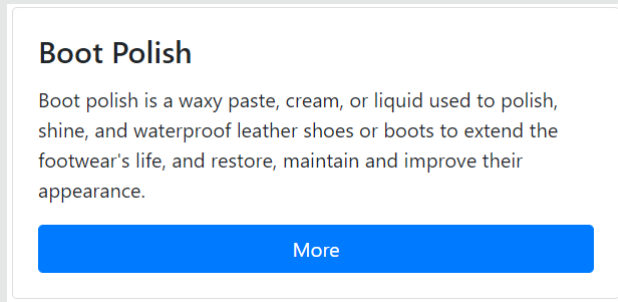 Boot Polish
Boot polish is a waxy paste, cream, or liquid used to polish,
shine, and waterproof leather shoes or boots to extend the
footwear's life, and restore, maintain and improve their
appearance.
More